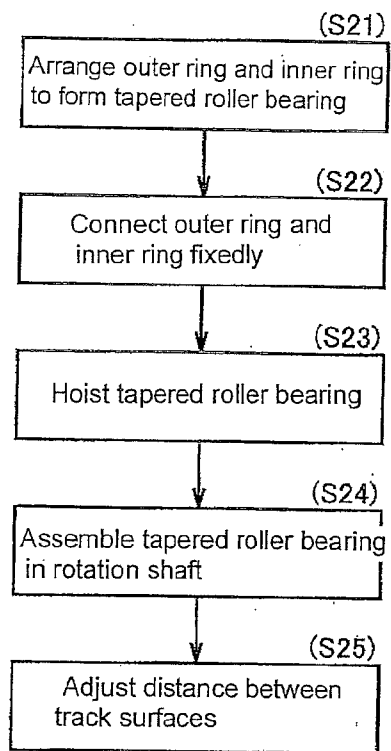 (S21)
Arrange outer ring and inner ring
to form tapered roller bearing
(S22)
Connect outer ring and
inner ring fixedly
(S23)
Hoist tapered roller bearing
(S24)
Assemble tapered roller bearing
in rotation shaft
(S25)
Adjust distance between
track surfaces